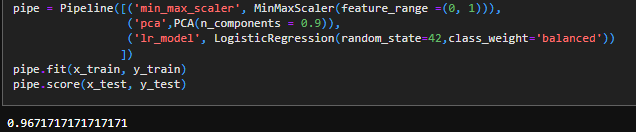 pipe = Pipeline([('min_max_scaler', MinMaxScaler(feature_range =(0, 1))),
('pca',PCA(n_components = 0.9)),
('lr_model', LogisticRegression(random_state=42,class_weight='balanced'))
])
pipe.fit(x_train, y_train)
pipe.score(x_test, y_test)
0.9671717171717171